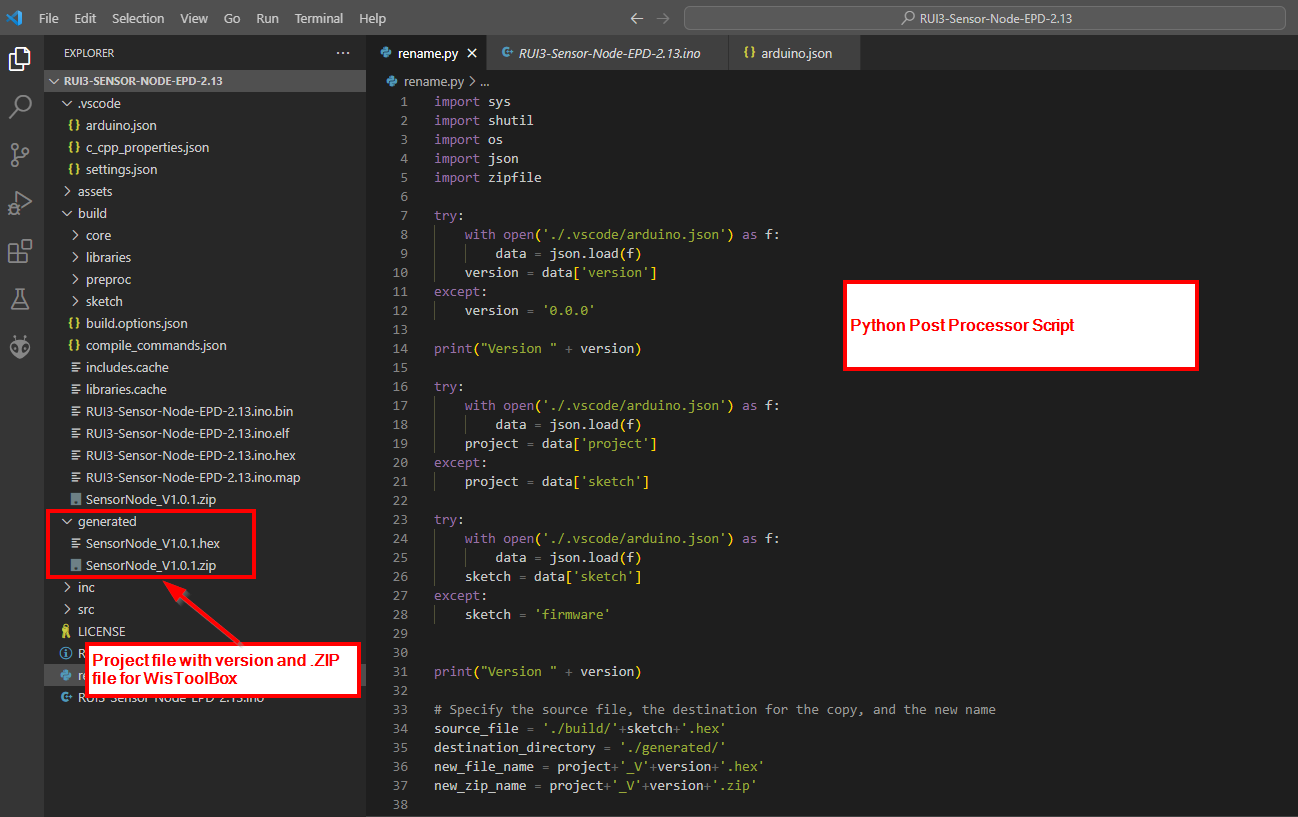 File Edit Selection View Go Run Terminal Help
RUI3-Sensor-Node-EPD-2.13
EXPLORER ...
RUI3-SENSOR-NODE-EPD-2.13
.vscode
{} arduino.json
{} c_cpp_properties.json
{} settings.json
assets
build
core
libraries
preproc
sketch
{} build.options.json
{} compile_commands.json
includes.cache
libraries.cache
RUI3-Sensor-Node-EPD-2.13.ino.bin
RUI3-Sensor-Node-EPD-2.13.ino.elf
RUI3-Sensor-Node-EPD-2.13.ino.hex
RUI3-Sensor-Node-EPD-2.13.ino.map
SensorNode_V1.0.1.zip
generated
SensorNode_V1.0.1.hex
SensorNode_V1.0.1.zip
inc
src
LICENSE
Project file with version and .ZIP
file for WisToolBox
RUI3-Sensor-Node-EPD-2.13.ino
rename.py RUI3-Sensor-Node-EPD-2.13.ino {} arduino.json
rename.py > ...
1 import sys
2 import shutil
3 import os
4 import json
5 import zipfile
6
7 try:
8 with open('./.vscode/arduino.json') as f:
9 data = json.load(f)
10 version = data['version']
11 except:
12 version = '0.0.0'
13
14 print("Version " + version)
15
16 try:
17 with open('./.vscode/arduino.json') as f:
18 data = json.load(f)
19 project = data['project']
20 except:
21 project = data['sketch']
22
23 try:
24 with open('./.vscode/arduino.json') as f:
25 data = json.load(f)
26 sketch = data['sketch']
27 except:
28 sketch = 'firmware'
29
30
31 print("Version " + version)
32
33 # Specify the source file, the destination for the copy, and the new name
34 source_file = './build/'+sketch+'.hex'
35 destination_directory = './generated/'
36 new_file_name = project+'_V'+version+'.hex'
37 new_zip_name = project+'_V'+version+'.zip'
38
Python Post Processor Script